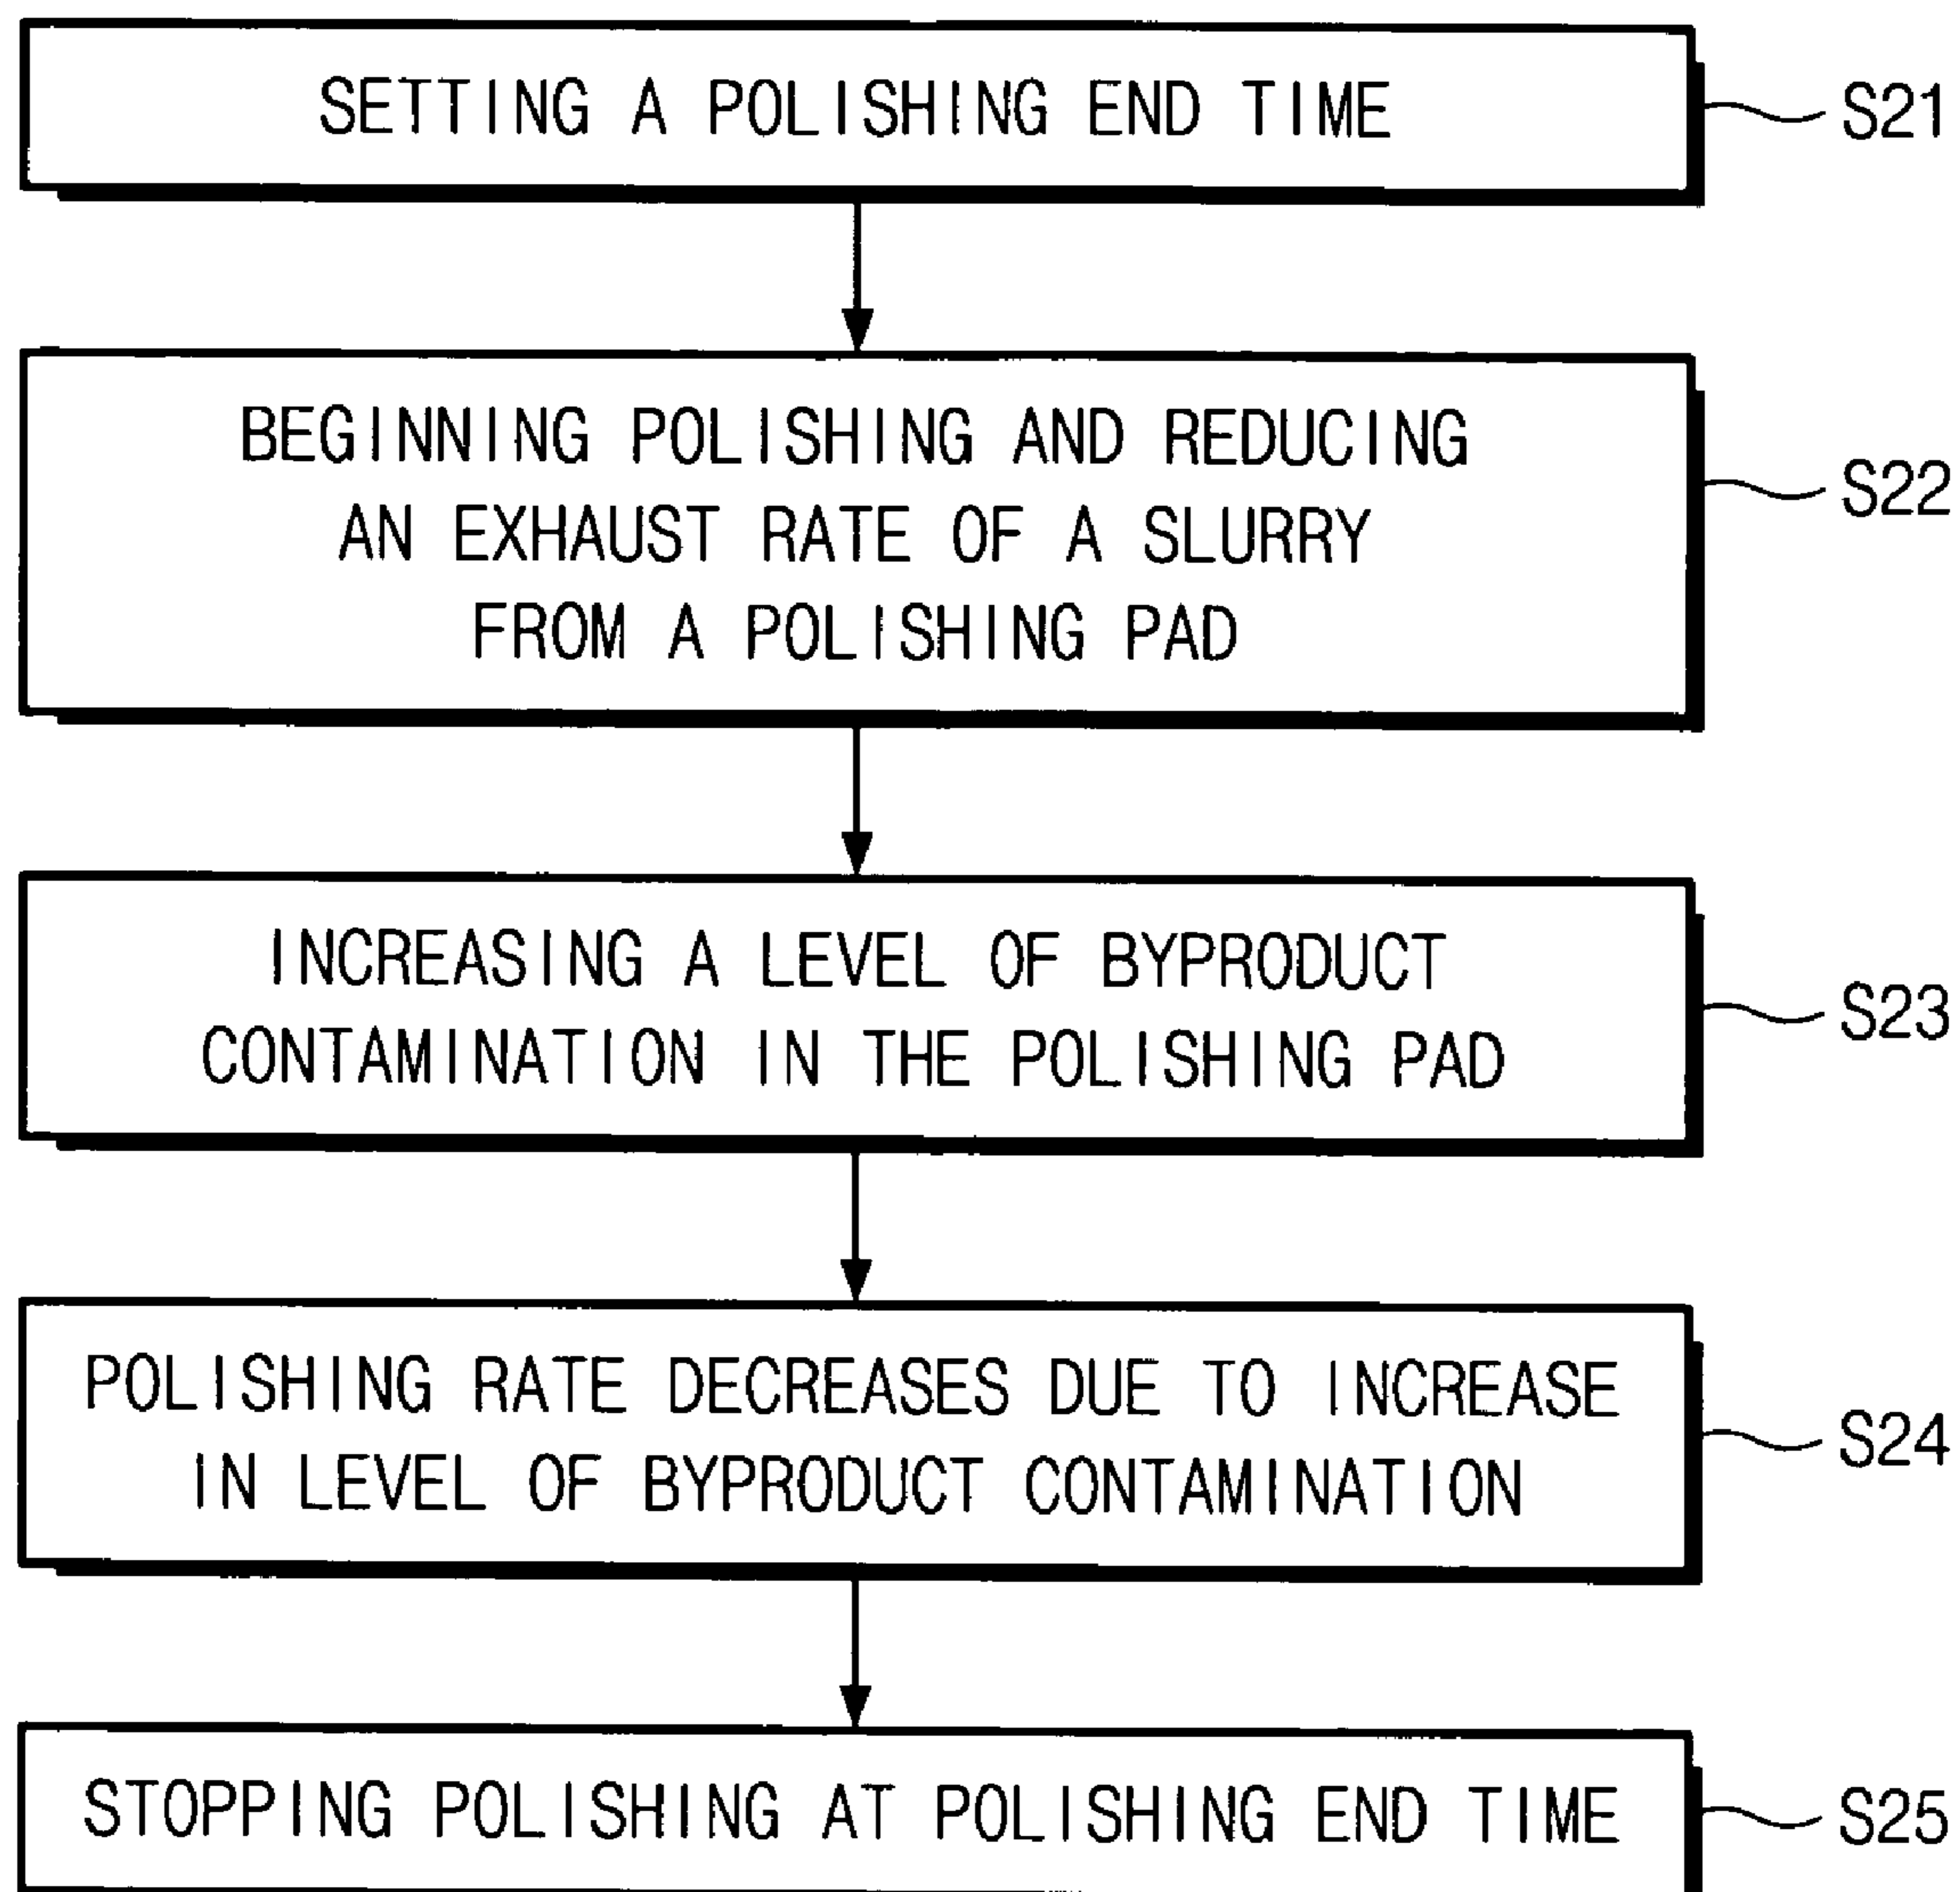 SETTING A POLISHING END TIME
S21
BEGINNING POLISHING AND REDUCING
AN EXHAUST RATE OF A SLURRY
FROM A POLISHING PAD
S22
INCREASING A LEVEL OF BYPRODUCT
CONTAMINATION IN THE POLISHING PAD
S23
POLISHING RATE DECREASES DUE TO INCREASE
IN LEVEL OF BYPRODUCT CONTAMINATION
S24
STOPPING POLISHING AT POLISHING END TIME
S25